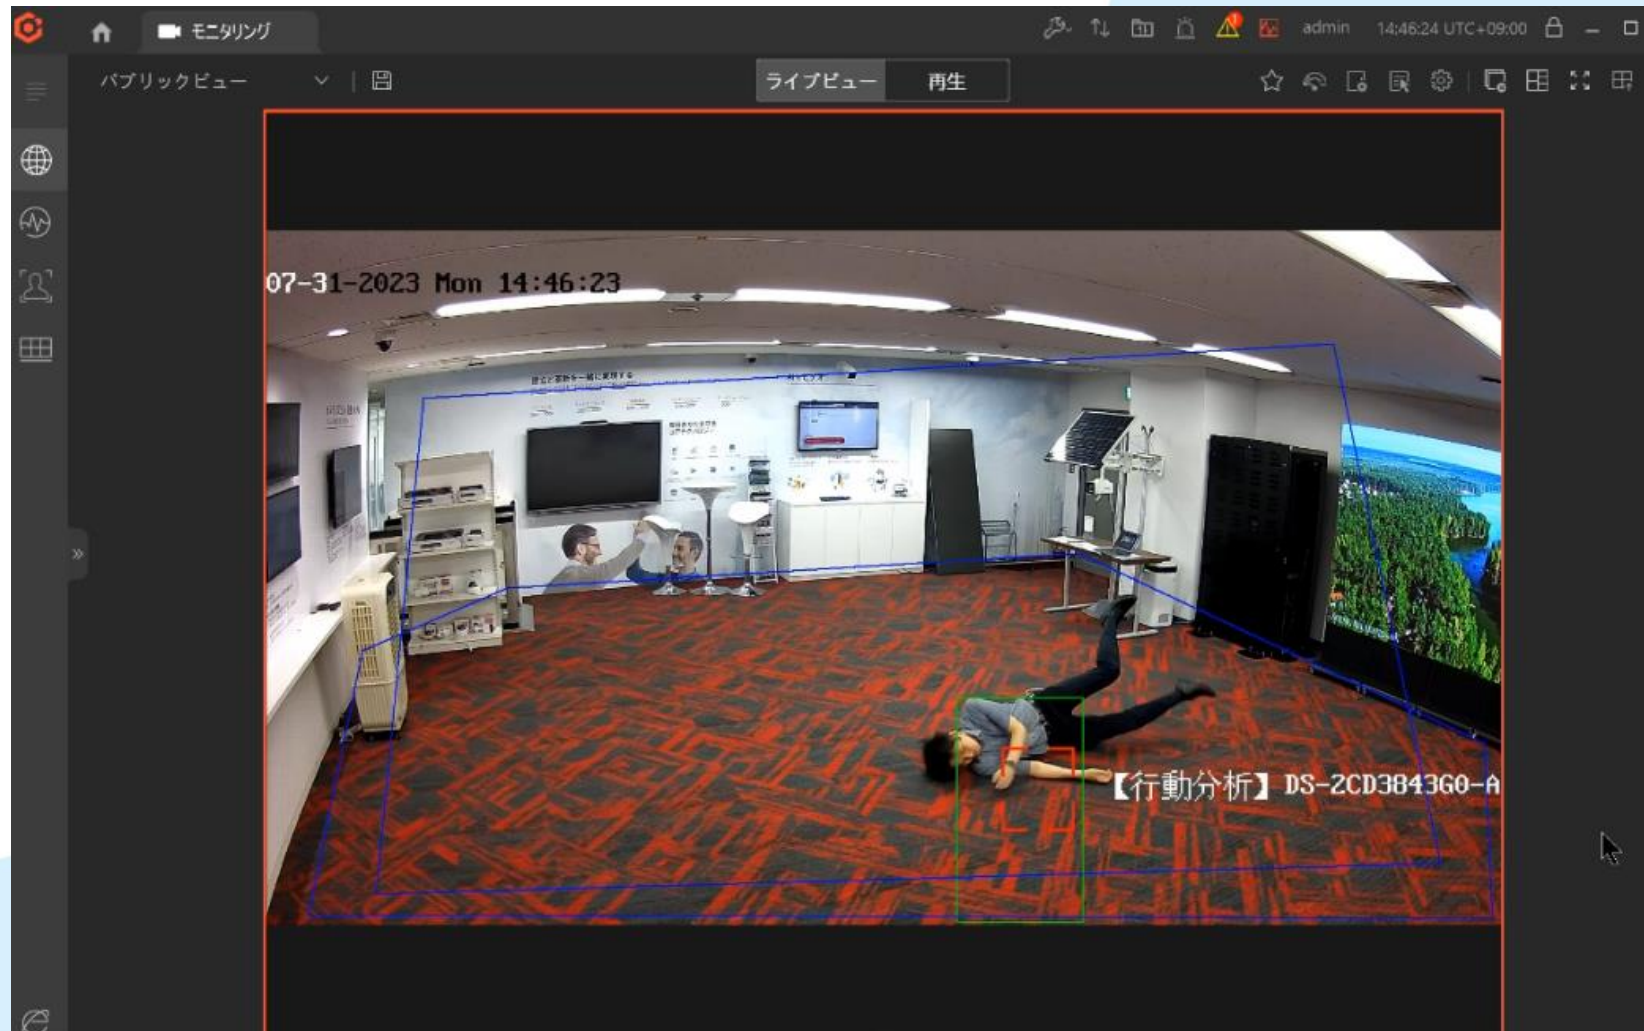 モニタリング
admin
14:46:24 UTC+09:00
パブリックビュー
ライブビュー
再生
07-31-2023 Mon 14:46:23
【行動分析】 DS-2CD3843G0-A